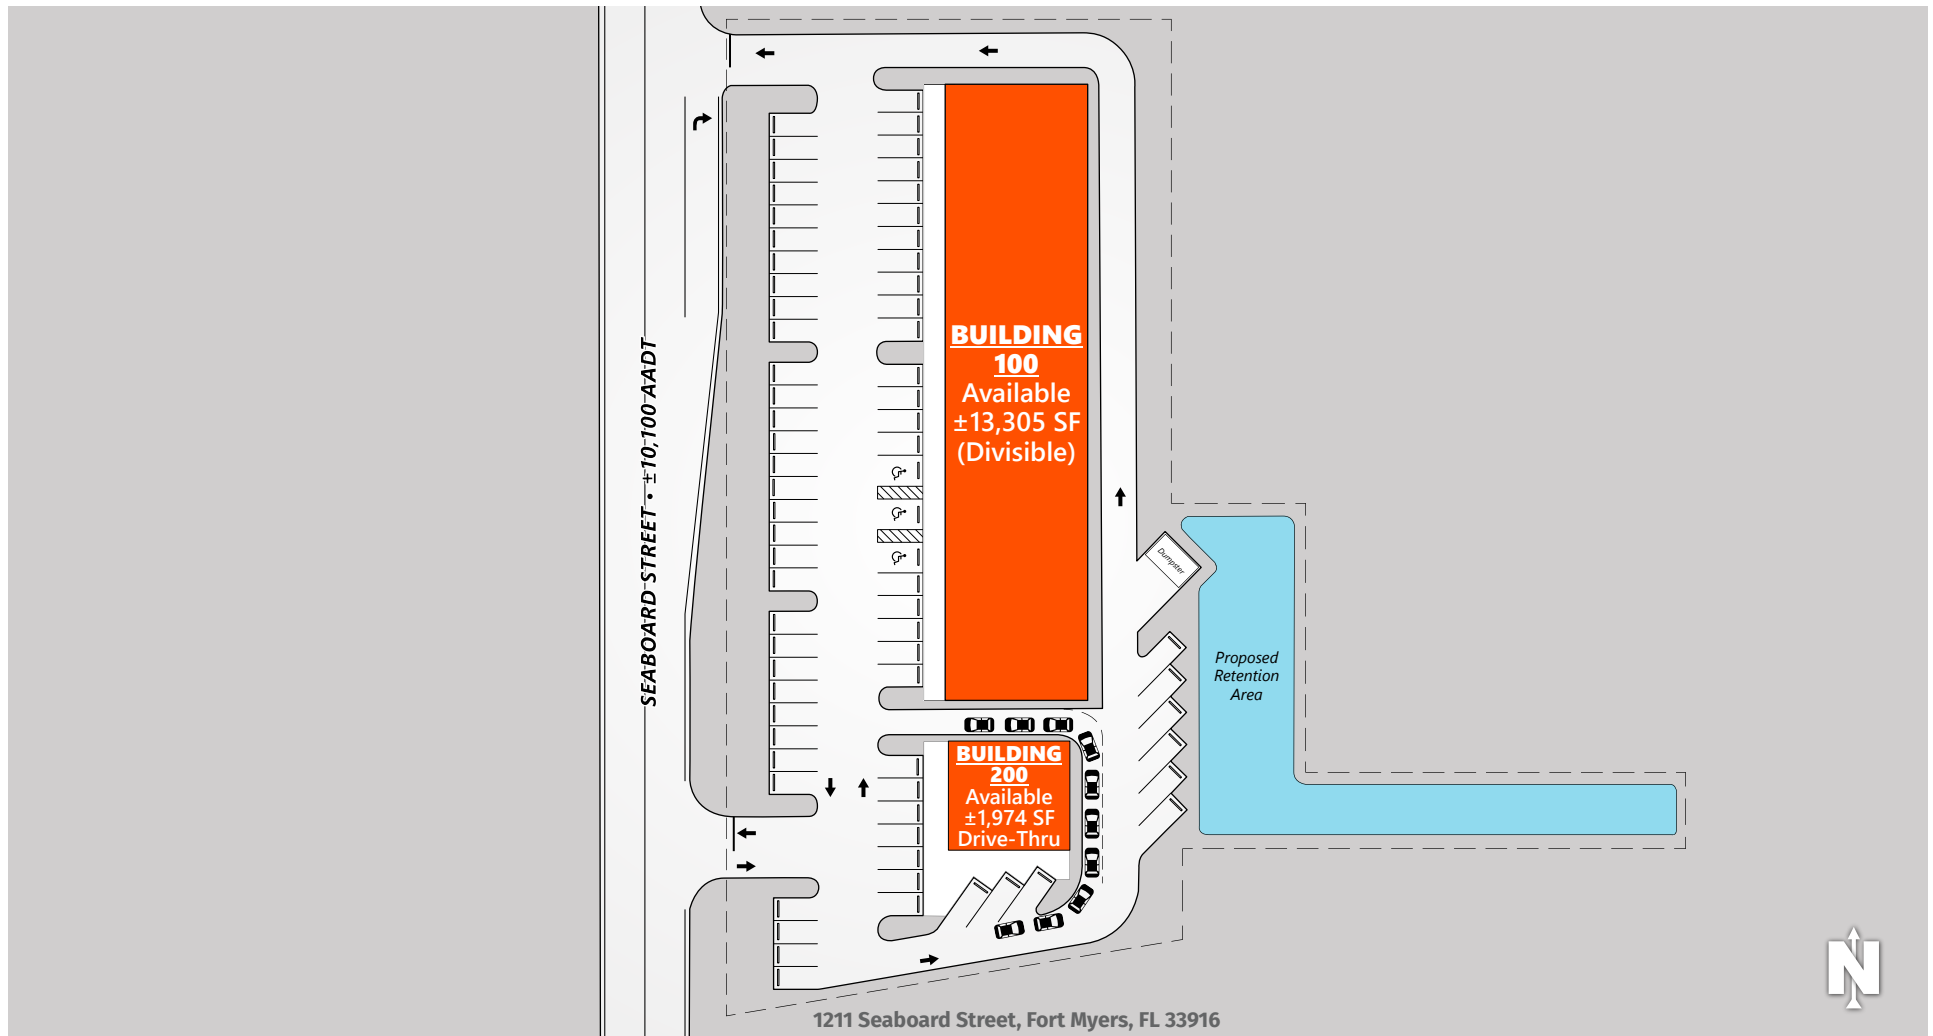 SEABOARD STREET • ±10,100 AADT
BUILDING
100
Available
±13,305 SF
(Divisible)
Dumpster
Proposed
Retention
Area
BUILDING
200
Available
±1,974 SF
Drive-Thru
N
1211 Seaboard Street, Fort Myers, FL 33916